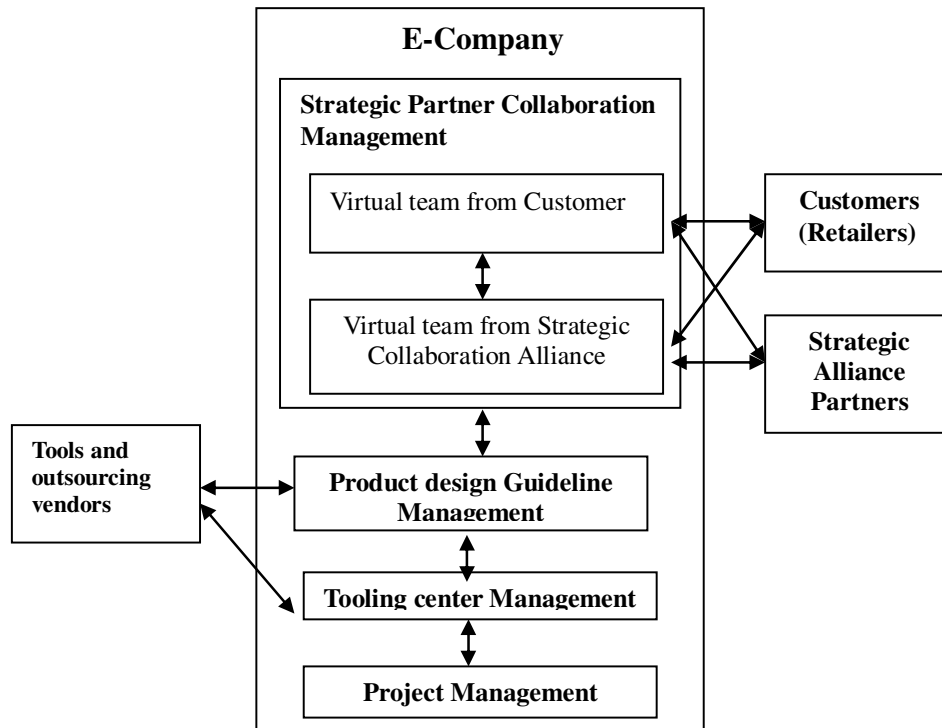 E-Company
Strategic Partner Collaboration
Management
Virtual team from Customer
Virtual team from Strategic
Collaboration Alliance
Customers
(Retailers)
Strategic
Alliance
Partners
Tools and
outsourcing
vendors
Product design Guideline
Management
Tooling center Management
Project Management